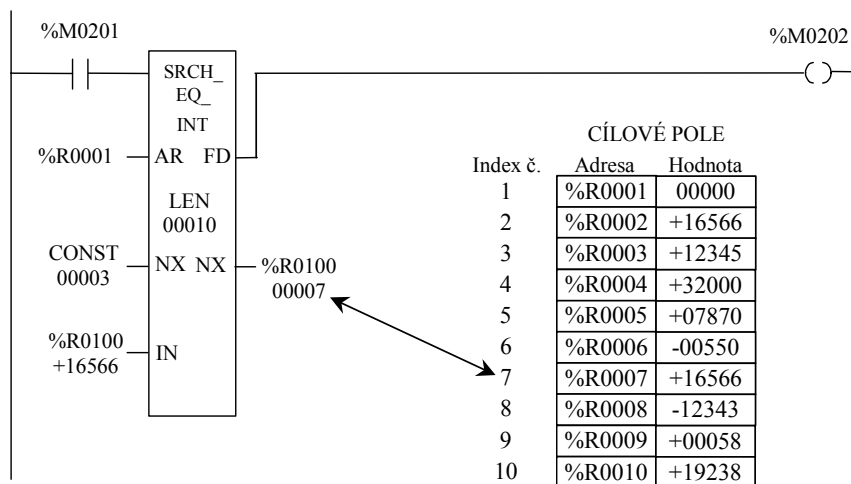 %M0201
%M0202
SRCH_
EQ_
INT
%R0001 AR FD
LEN
00010
CONST
00003
NX NX
%R0100
00007
%R0100
+16566
IN
CÍLOVÉ POLE
Index č. Adresa Hodnota
1 %R0001 00000
2 %R0002 +16566
3 %R0003 +12345
4 %R0004 +32000
5 %R0005 +07870
6 %R0006 -00550
7 %R0007 +16566
8 %R0008 -12343
9 %R0009 +00058
10 %R0010 +19238